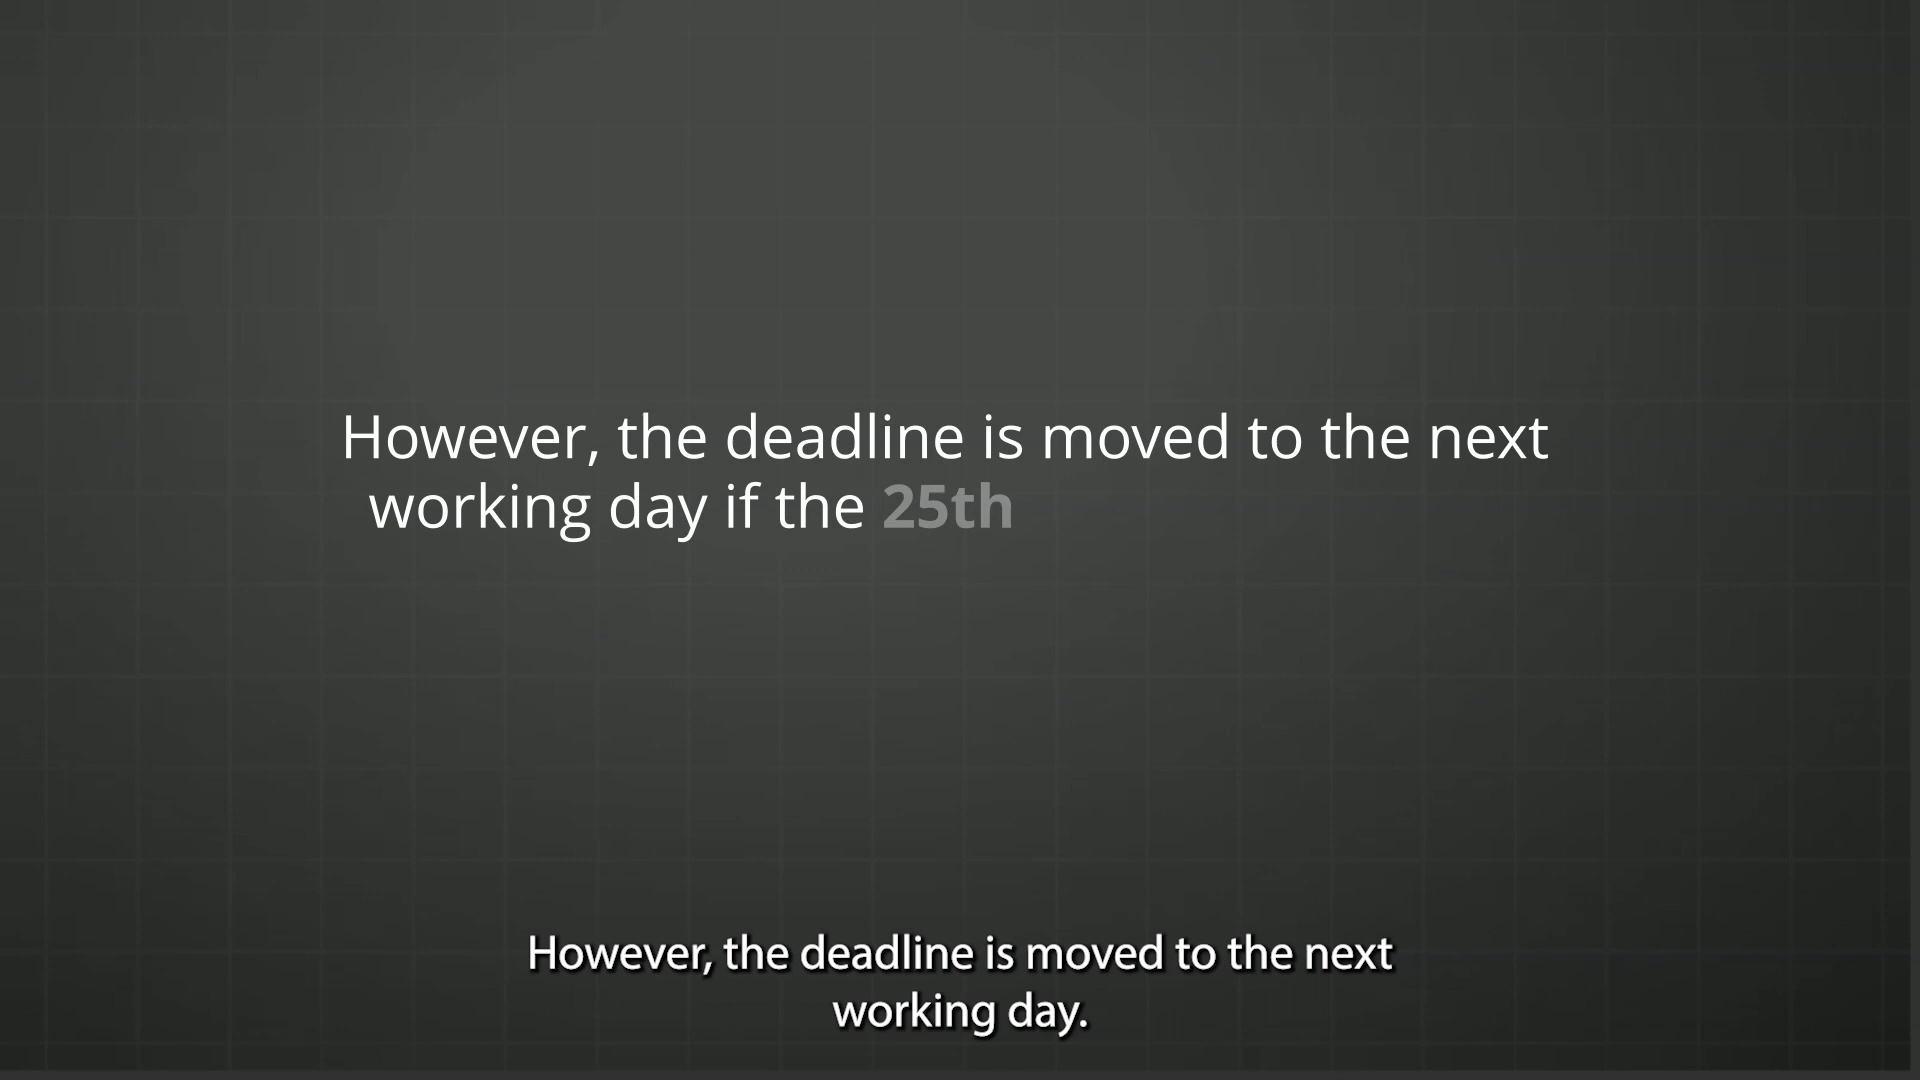 However, the deadline is moved to the next
working day if the 25th
However, the deadline is moved to the next
working day.